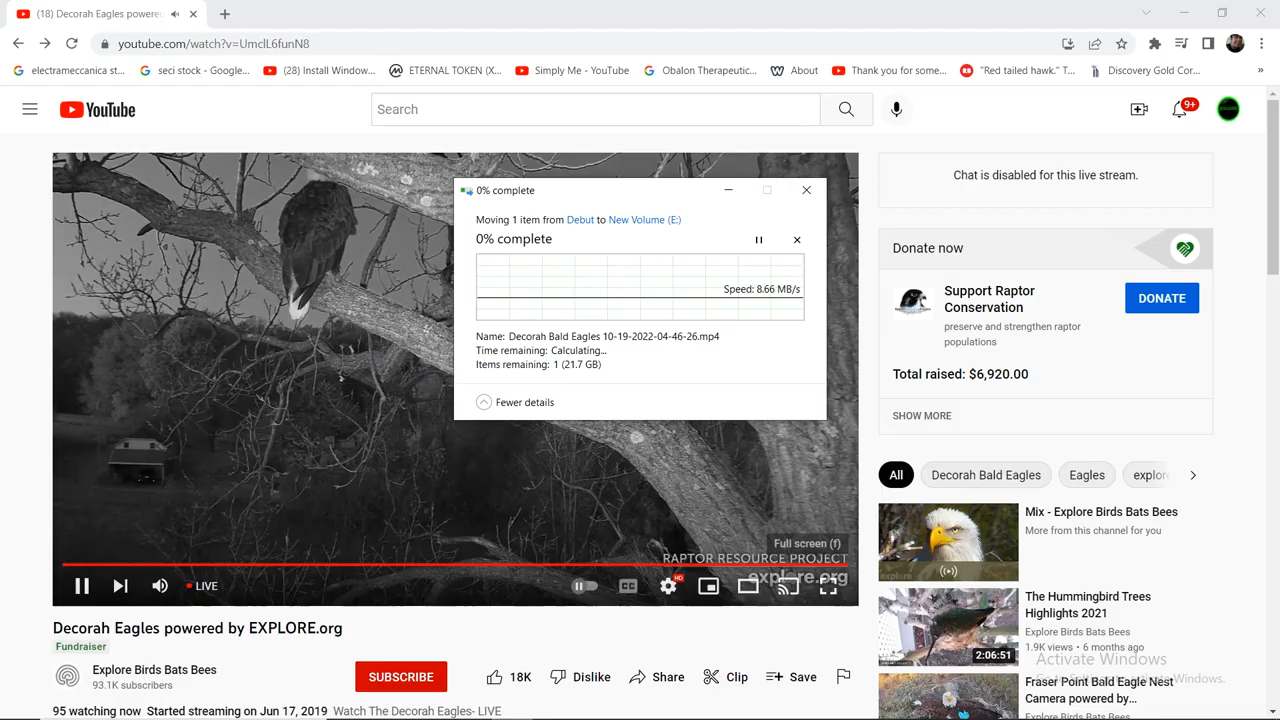 (18) Decorah Eagles powere
youtube.com/watch?v=UmclL6funN8
electrameccanica st...
seci stock - Google...
(28) Install Window...
ETERNAL TOKEN (X...
Simply Me - YouTube
Obalon Therapeutic...
About
Thank you for some...
"Red tailed hawk." T...
Discovery Gold Cor...
»
YouTube
Search
9+
Chat is disabled for this live stream.
0% complete
Moving 1 item from Debut to New Volume (E:)
0% complete
Speed: 8.66 MB/s
Name: Decorah Bald Eagles 10-19-2022-04-46-26.mp4
Time remaining: Calculating...
Items remaining: 1 (21.7 GB)
Fewer details
Full screen (f)
RAPTOR RESOURCE PROJECT
explore.org
LIVE
CC
HD
Donate now
Support Raptor
Conservation
preserve and strengthen raptor
populations
DONATE
Total raised: $6,920.00
SHOW MORE
All
Decorah Bald Eagles
Eagles
explor
Decorah Eagles powered by EXPLORE.org
Fundraiser
Explore Birds Bats Bees
93.1K subscribers
SUBSCRIBE
18K
Dislike
Share
Clip
Save
95 watching now Started streaming on Jun 17, 2019 Watch The Decorah Eagles- LIVE
Mix - Explore Birds Bats Bees
More from this channel for you
explore
The Hummingbird Trees
Highlights 2021
Explore Birds Bats Bees
1.9K views • 6 months ago
2:06:51
Fraser Point Bald Eagle Nest
Camera powered by...
Explore Birds Bats Bees
Activate Windows